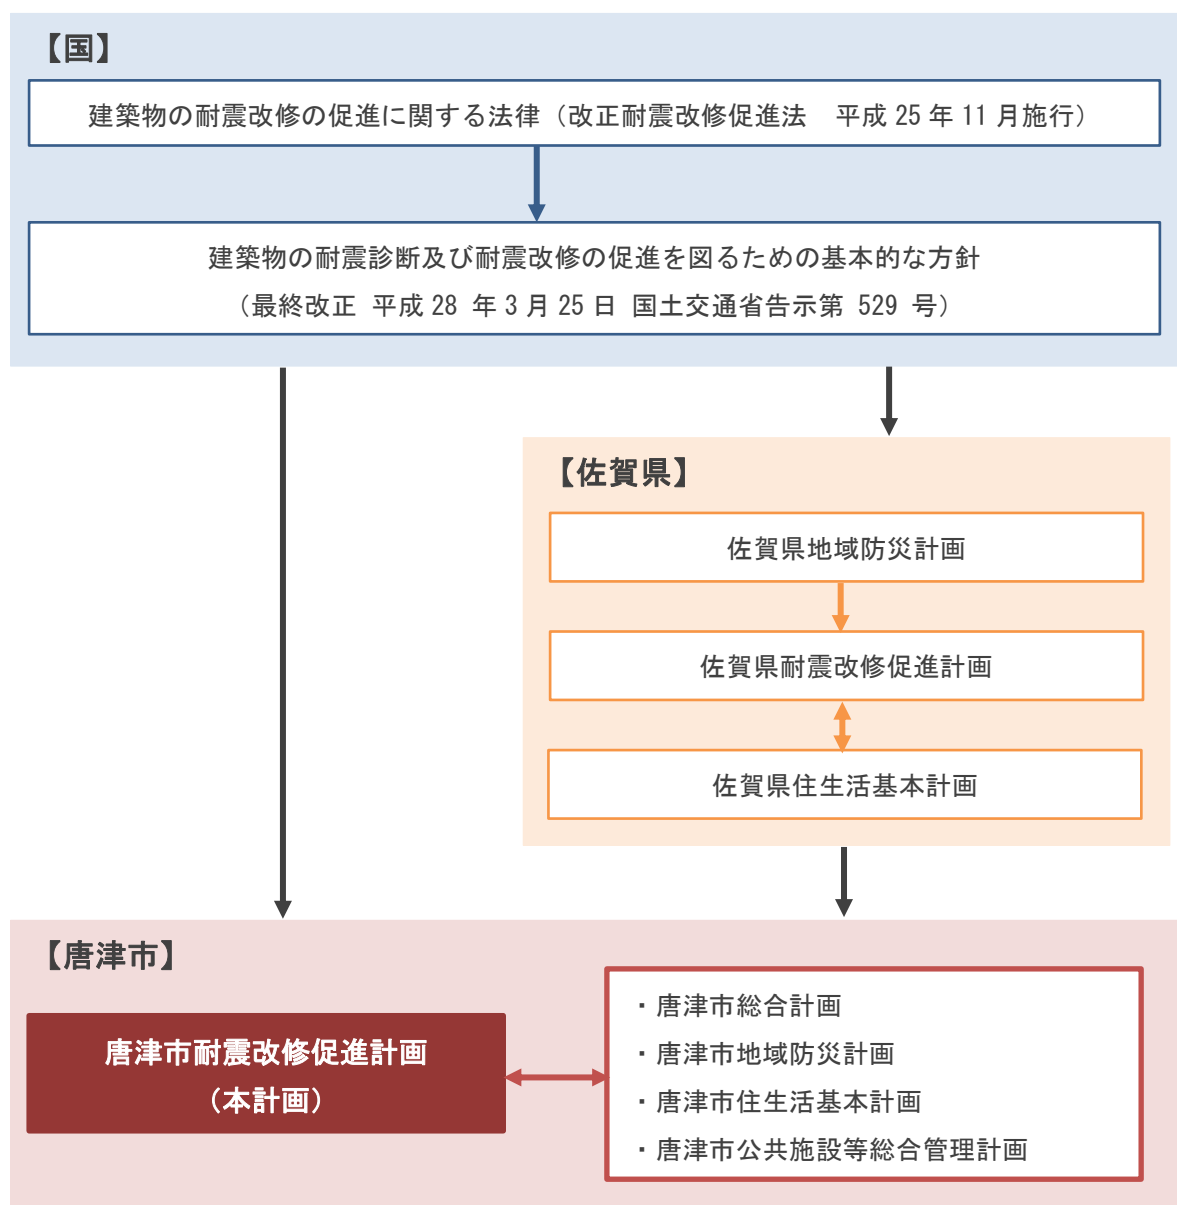 【国】
建築物の耐震改修の促進に関する法律（改正耐震改修促進法　平成 25 年 11 月施行）
建築物の耐震診断及び耐震改修の促進を図るための基本的な方針
（最終改正 平成 28 年 3 月 25 日 国土交通省告示第 529 号）
【佐賀県】
佐賀県地域防災計画
佐賀県耐震改修促進計画
佐賀県住生活基本計画
【唐津市】
唐津市耐震改修促進計画
（本計画）
・唐津市総合計画
・唐津市地域防災計画
・唐津市住生活基本計画
・唐津市公共施設等総合管理計画